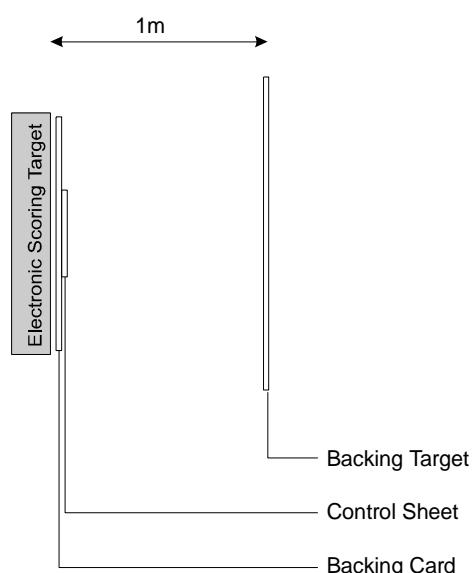 1m
Electronic Scoring Target
Backing Target
Control Sheet
Backing Card